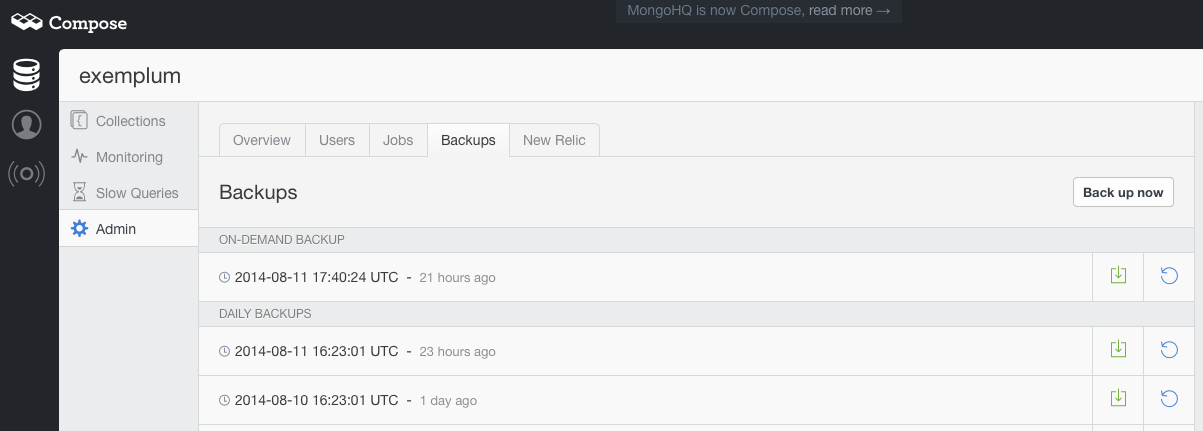 MongoHQ is now Compose, read more →
Compose
exemplum
Collections
Monitoring
Slow Queries
Admin
Overview Users Jobs Backups New Relic
Backups
Back up now
ON-DEMAND BACKUP
2014-08-11 17:40:24 UTC - 21 hours ago
DAILY BACKUPS
2014-08-11 16:23:01 UTC - 23 hours ago
2014-08-10 16:23:01 UTC - 1 day ago